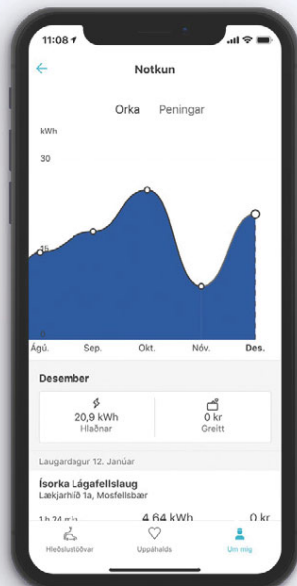 11:08
Notkun
Orka Peningar
kWh
30
15
0
Ágú. Sep. Okt. Nóv. Des.
Desember
20,9 kWh 0 kr
Hlaðnar Greitt
Laugardagur 12. Janúar
Ísorka Lágafellslaug
Lækjarhlíð 1a, Mosfellsbær
4,64 kWh 0 kr
Hleðslustöðvar Uppáhalds Um mig